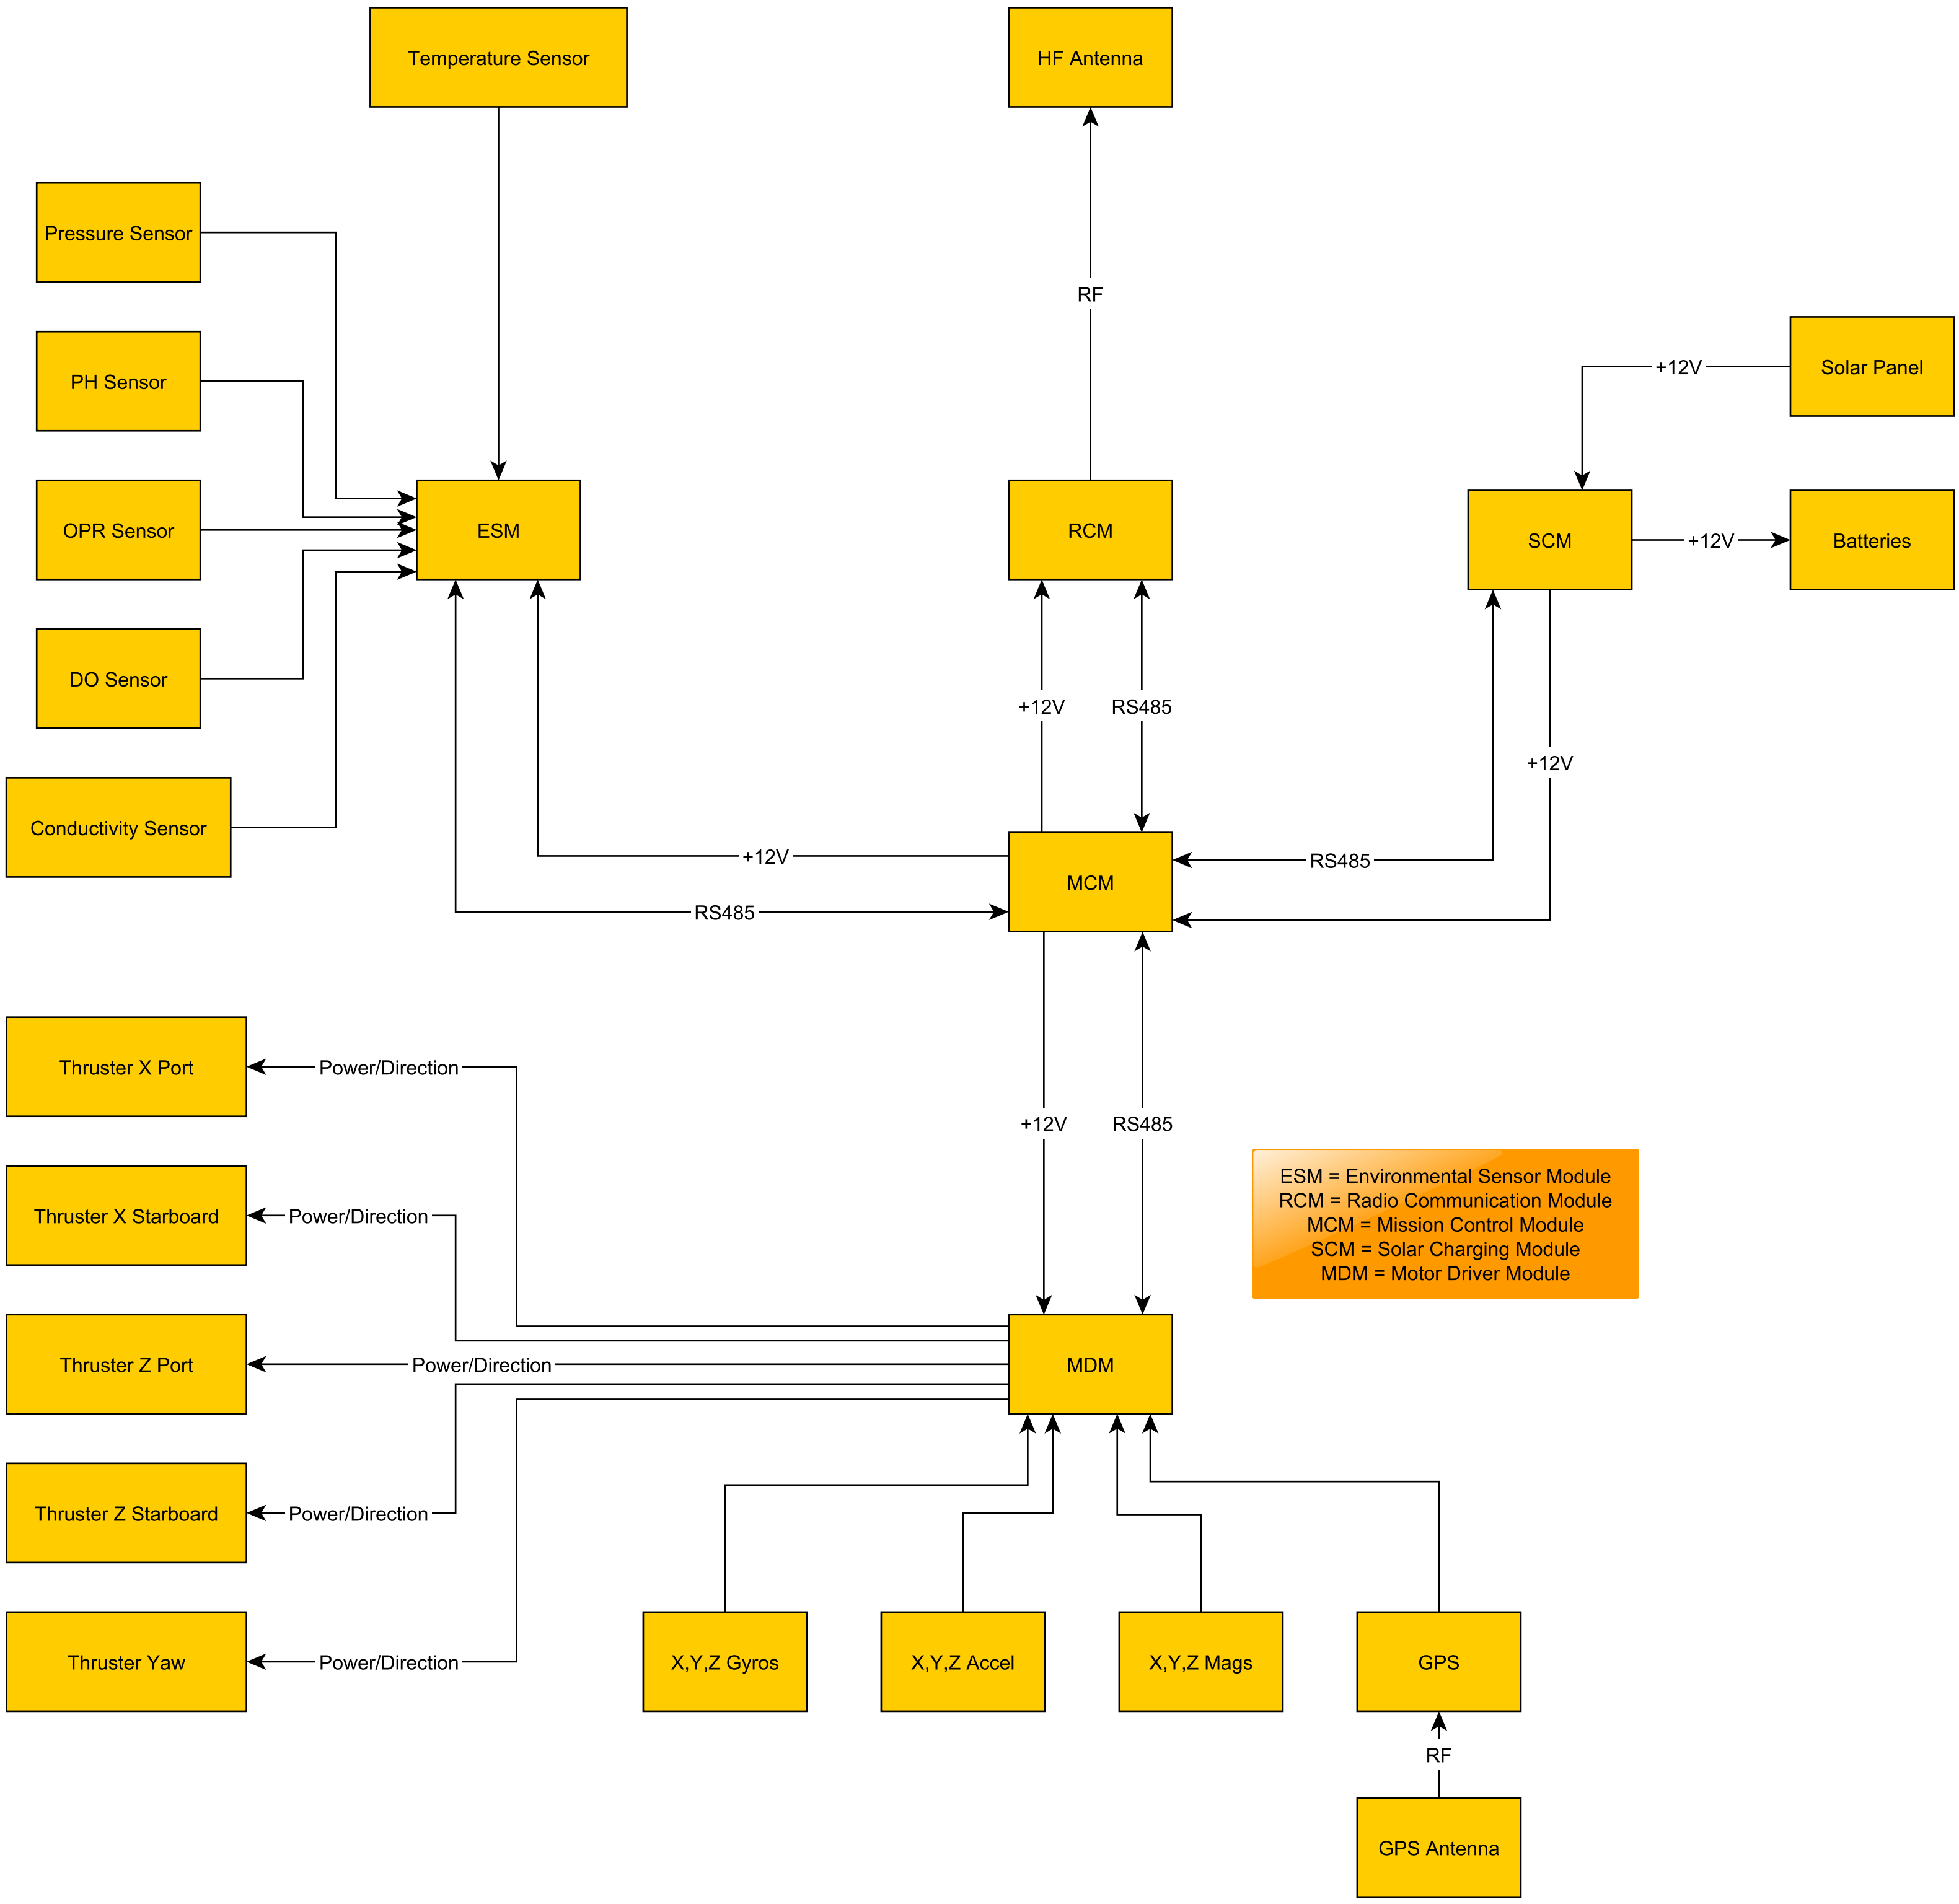 Temperature Sensor
HF Antenna
Pressure Sensor
RF
PH Sensor
+12V
Solar Panel
OPR Sensor
ESM
RCM
SCM
+12V
Batteries
DO Sensor
+12V
RS485
+12V
Conductivity Sensor
+12V
MCM
RS485
RS485
Thruster X Port
Power/Direction
+12V
RS485
ESM = Environmental Sensor Module
RCM = Radio Communication Module
MCM = Mission Control Module
SCM = Solar Charging Module
MDM = Motor Driver Module
Thruster X Starboard
Power/Direction
Thruster Z Port
Power/Direction
MDM
Thruster Z Starboard
Power/Direction
Thruster Yaw
Power/Direction
X,Y,Z Gyros
X,Y,Z Accel
X,Y,Z Mags
GPS
RF
GPS Antenna